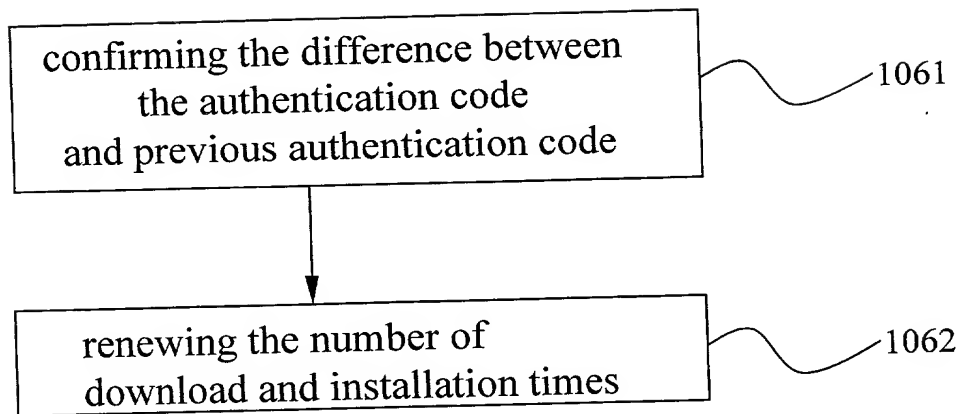 confirming the difference between
the authentication code
and previous authentication code
1061
renewing the number of
download and installation times
1062